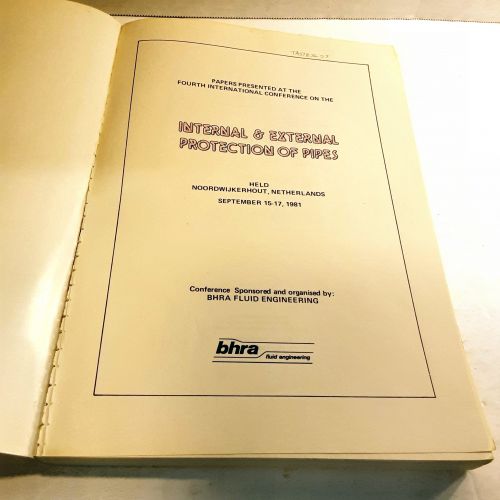 PAPERS PRESENTED AT THE
FOURTH INTERNATIONAL CONFERENCE ON THE
INTERNAL & EXTERNAL
PROTECTION OF PIPES
HELD
NOORDWIJKERHOUT, NETHERLANDS
SEPTEMBER 15-17, 1981
Conference Sponsored and organised by:
BHRA FLUID ENGINEERING
bhra
fluid engineering